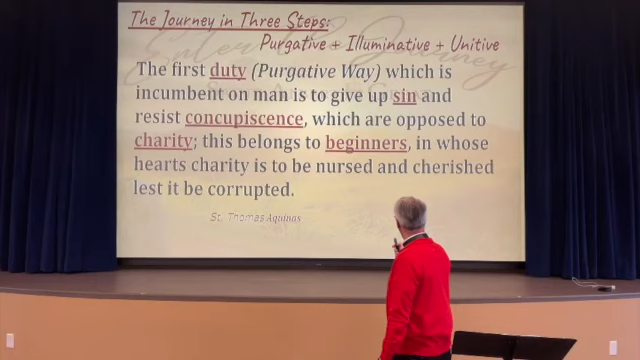 The Journey in Three Steps:
Purgative + Illuminative + Unitive
The first duty (Purgative Way) which is
incumbent on man is to give up sin and
resist concupiscence, which are opposed to
charity; this belongs to beginners, in whose
hearts charity is to be nursed and cherished
lest it be corrupted.
St. Thomas Aquinas